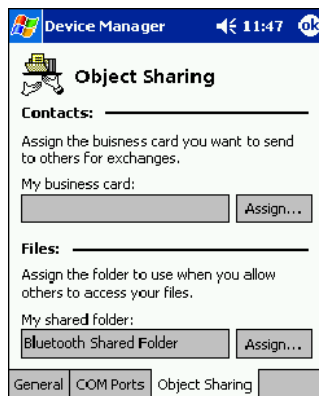 Device Manager 11:47 ok
Object Sharing
Contacts:
Assign the buisness card you want to send
to others for exchanges.
My business card:
Assign...
Files:
Assign the folder to use when you allow
others to access your files.
My shared folder:
Bluetooth Shared Folder Assign...
General COM Ports Object Sharing